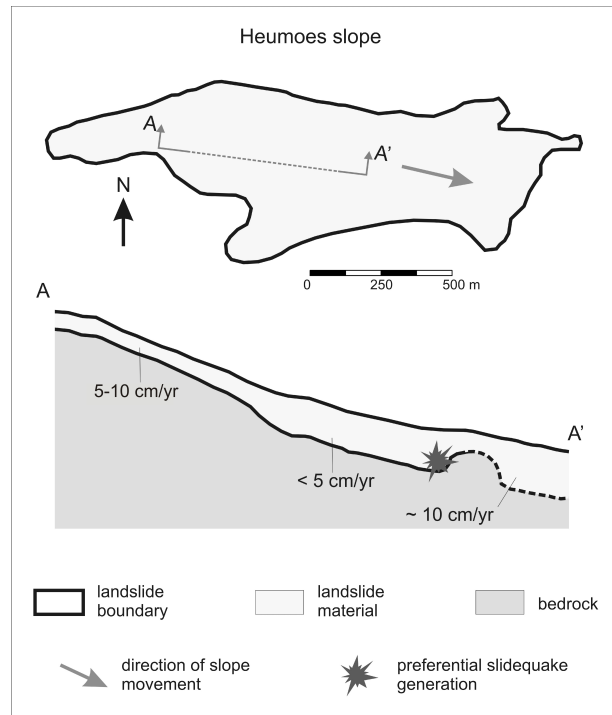 Heumoes slope
A
A'
N
0 250 500 m
A
5-10 cm/yr
A'
< 5 cm/yr
~ 10 cm/yr
landslide
boundary
landslide
material
bedrock
direction of slope
movement
preferential slidequake
generation